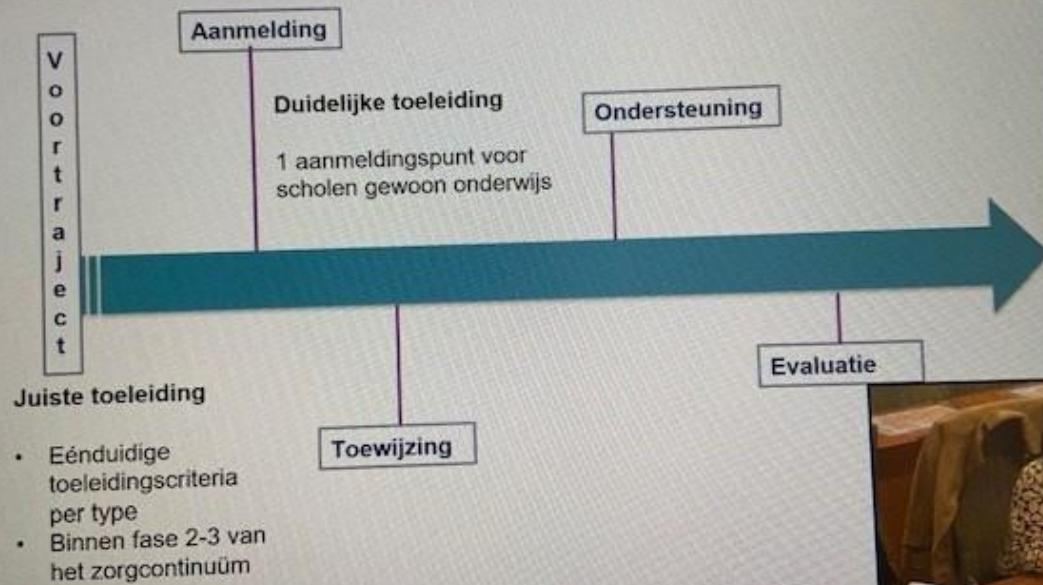 Voortraject
Aanmelding
Duidelijke toeleiding
1 aanmeldingspunt voor
scholen gewoon onderwijs
Ondersteuning
Evaluatie
Toewijzing
Juiste toeleiding
• Eénduidige
toeleidingscriteria
per type
• Binnen fase 2-3 van
het zorgcontinuüm